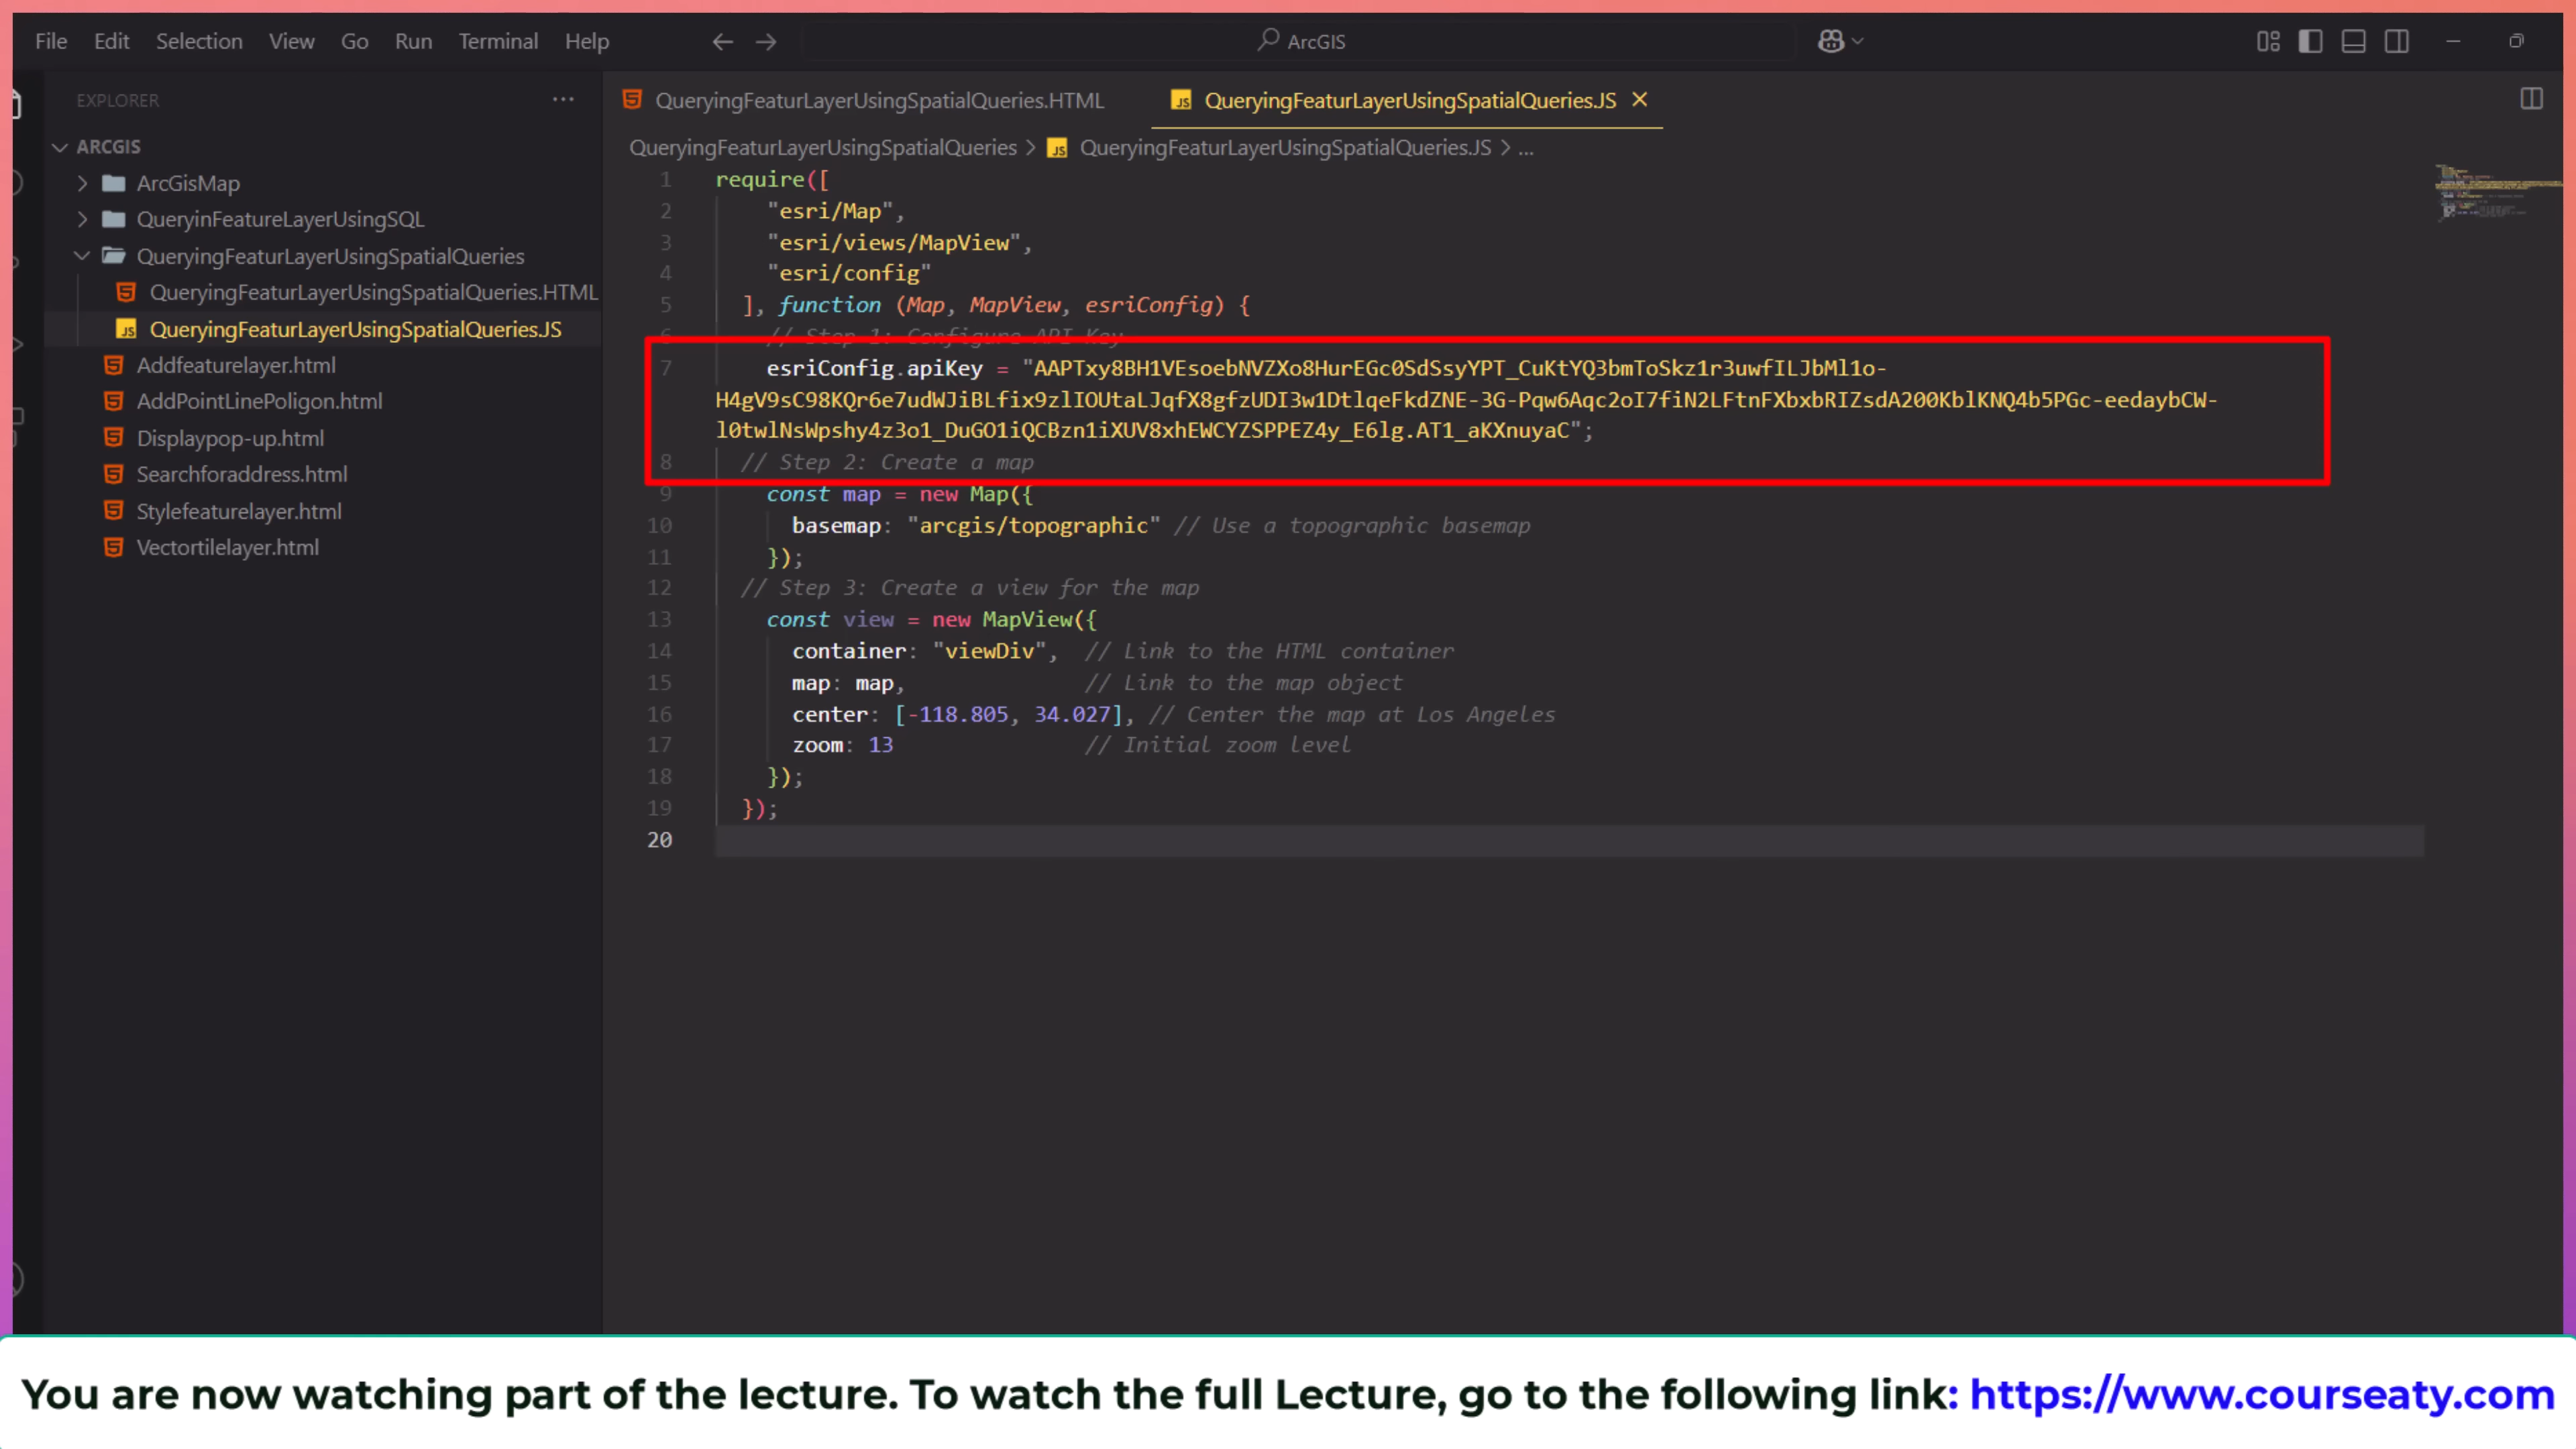 File Edit Selection View Go Run Terminal Help
ArcGIS
EXPLORER
ARCGIS
ArcGisMap
QueryinFeatureLayerUsingSQL
QueryingFeaturLayerUsingSpatialQueries
QueryingFeaturLayerUsingSpatialQueries.HTML
QueryingFeaturLayerUsingSpatialQueries.JS
Addfeaturelayer.html
AddPointLinePoligon.html
Displaypop-up.html
Searchforaddress.html
Stylefeaturelayer.html
Vectortilelayer.html
QueryingFeaturLayerUsingSpatialQueries.HTML QueryingFeaturLayerUsingSpatialQueries.JS
QueryingFeaturLayerUsingSpatialQueries > QueryingFeaturLayerUsingSpatialQueries.JS > ...
1 require([
2 "esri/Map",
3 "esri/views/MapView",
4 "esri/config"
5 ], function (Map, MapView, esriConfig) {
6 // Step 1: Configure API Key
7 esriConfig.apiKey = "AAPTxy8BH1VEsoebNVZXo8HurEGc0SdSsyYPT_CuKtYQ3bmToSkz1r3uwfILJbMl1o-
H4gV9sC98KQr6e7udWJiBLfix9zlIOUtaLJqfX8gfzUDI3w1DtlqeFkdZNE-3G-Pqw6Aqc2oI7fiN2LFtnFXbxbRIZsdA200KblKNQ4b5PGc-eedaybCW-
l0twlNsWpshy4z3o1_DuGO1iQCBzn1iXUV8xhEWCYZSPPEZ4y_E6lg.AT1_aKXnuyaC";
8 // Step 2: Create a map
9 const map = new Map({
10 basemap: "arcgis/topographic" // Use a topographic basemap
11 });
12 // Step 3: Create a view for the map
13 const view = new MapView({
14 container: "viewDiv", // Link to the HTML container
15 map: map, // Link to the map object
16 center: [-118.805, 34.027], // Center the map at Los Angeles
17 zoom: 13 // Initial zoom level
18 });
19 });
20
You are now watching part of the lecture. To watch the full Lecture, go to the following link: https://www.courseaty.com